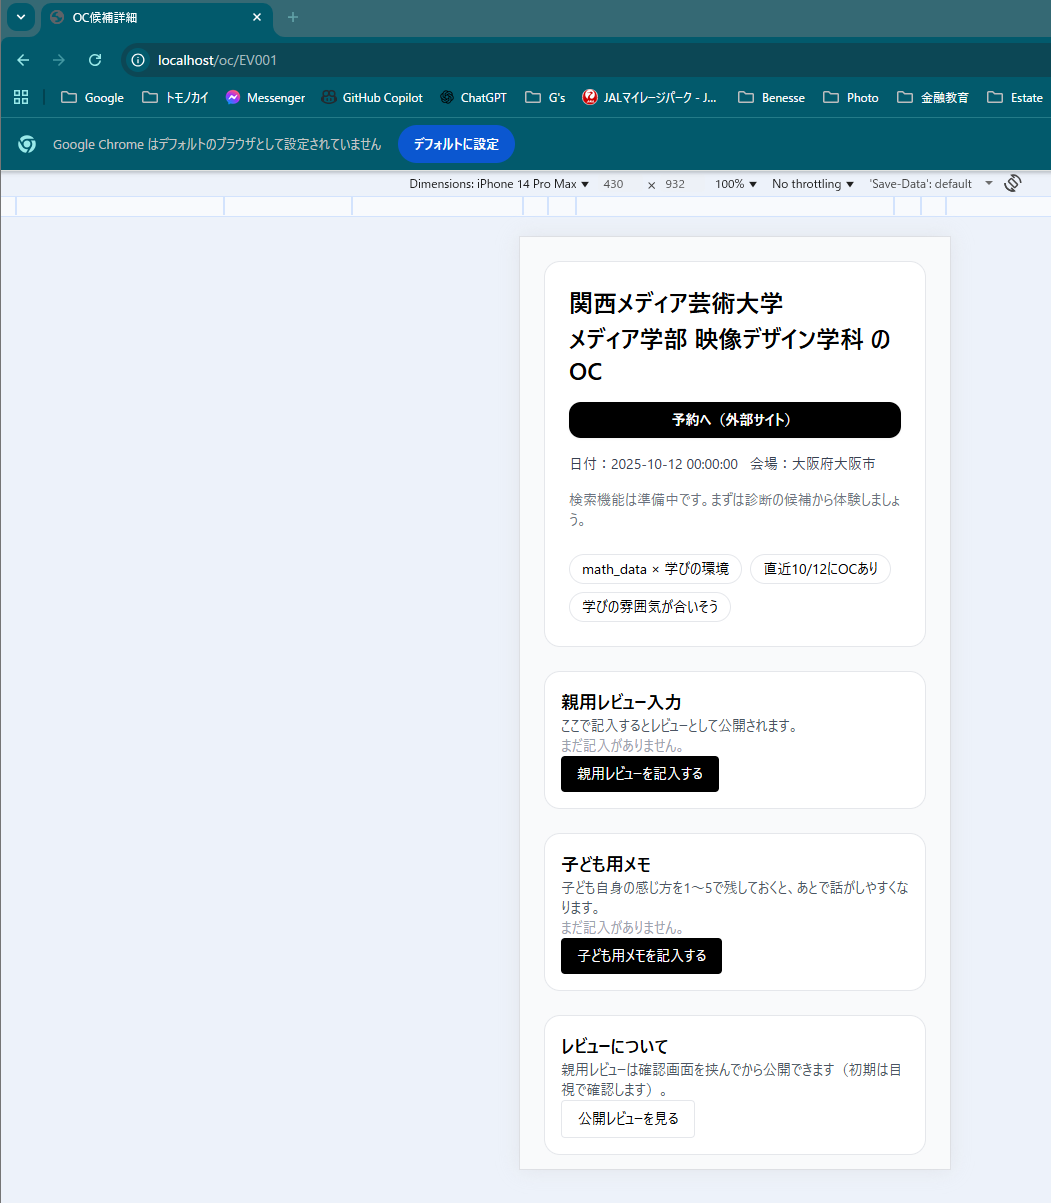 OC候補詳細
localhost/oc/EV001
Google トモノカイ Messenger GitHub Copilot ChatGPT G's JALマイレージパーク - J... Benesse Photo 金融教育 Estate
Google Chrome はデフォルトのブラウザとして設定されていません デフォルトに設定
Dimensions: iPhone 14 Pro Max 430 × 932 100% No throttling 'Save-Data': default
関西メディア芸術大学
メディア学部 映像デザイン学科 の
OC
予約へ（外部サイト）
日付：2025-10-12 00:00:00 会場：大阪府大阪市
検索機能は準備中です。まずは診断の候補から体験しましょ
う。
math_data × 学びの環境 直近10/12にOCあり
学びの雰囲気が合いそう
親用レビュー入力
ここで記入するとレビューとして公開されます。
まだ記入がありません。
親用レビューを記入する
子ども用メモ
子ども自身の感じ方を1～5で残しておくと、あとで話がしやすくな
ります。
まだ記入がありません。
子ども用メモを記入する
レビューについて
親用レビューは確認画面を挟んでから公開できます（初期は目
視で確認します）。
公開レビューを見る